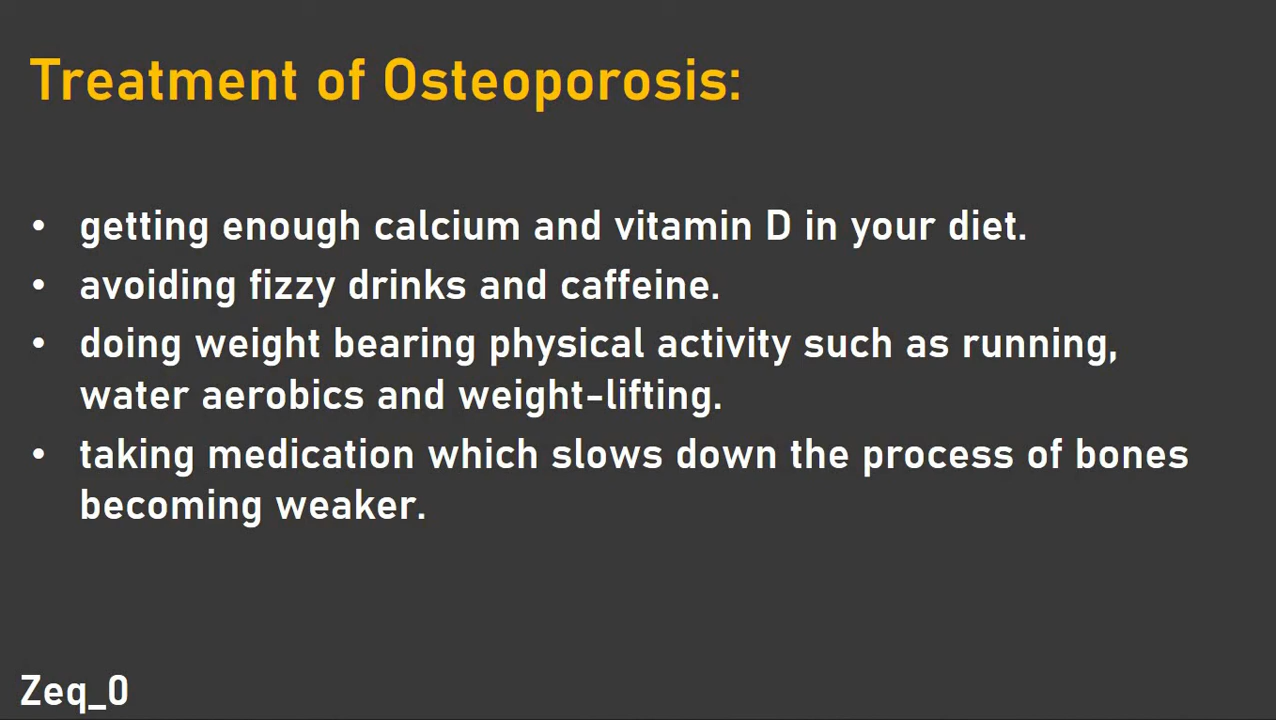 Treatment of Osteoporosis:
• getting enough calcium and vitamin D in your diet.
• avoiding fizzy drinks and caffeine.
• doing weight bearing physical activity such as running,
water aerobics and weight-lifting.
• taking medication which slows down the process of bones
becoming weaker.
Zeq_0